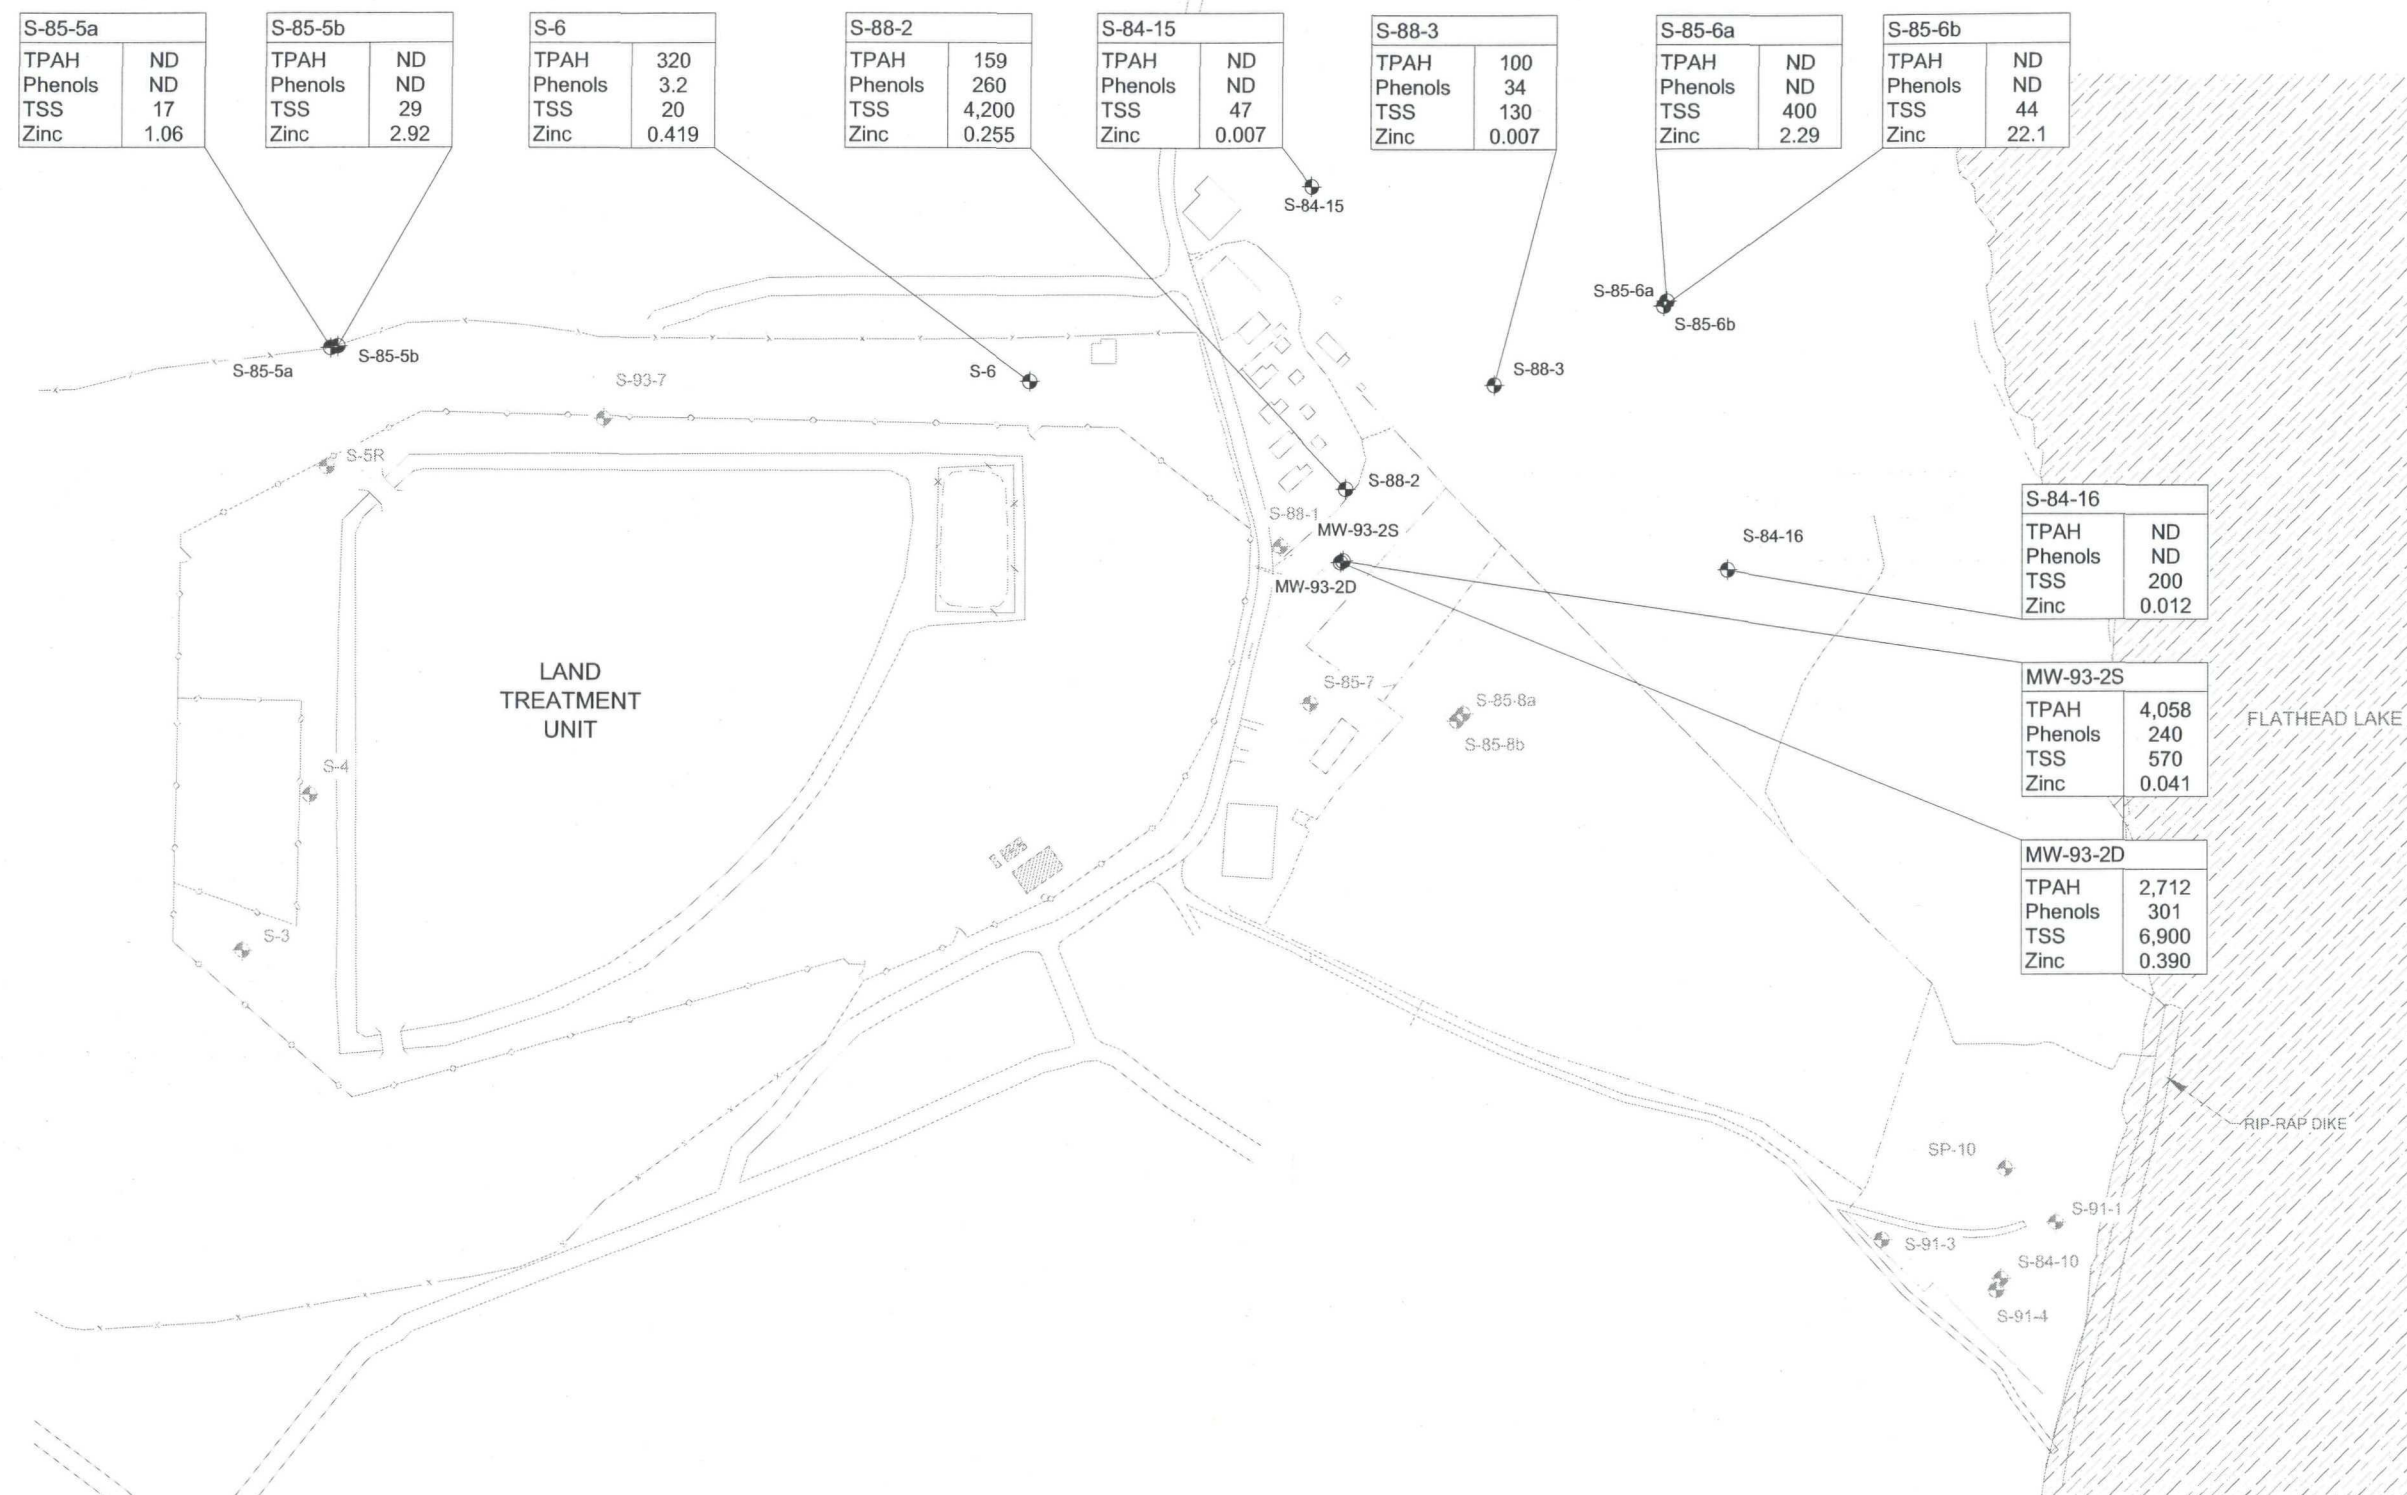 S-85-5a
TPAH ND
Phenols ND
TSS 17
Zinc 1.06
S-85-5b
TPAH ND
Phenols ND
TSS 29
Zinc 2.92
S-6
TPAH 320
Phenols 3.2
TSS 20
Zinc 0.419
S-88-2
TPAH 159
Phenols 260
TSS 4,200
Zinc 0.255
S-84-15
TPAH ND
Phenols ND
TSS 47
Zinc 0.007
S-88-3
TPAH 100
Phenols 34
TSS 130
Zinc 0.007
S-85-6a
TPAH ND
Phenols ND
TSS 400
Zinc 2.29
S-85-6b
TPAH ND
Phenols ND
TSS 44
Zinc 22.1
S-84-15
S-85-6a
S-85-6b
S-85-5b
S-85-5a
S-93-7
S-6
S-88-3
S-5R
S-88-2
S-88-1
MW-93-2S
MW-93-2D
S-84-16
S-84-16
TPAH ND
Phenols ND
TSS 200
Zinc 0.012
MW-93-2S
TPAH 4,058
Phenols 240
TSS 570
Zinc 0.041
MW-93-2D
TPAH 2,712
Phenols 301
TSS 6,900
Zinc 0.390
LAND
TREATMENT
UNIT
S-85-7
S-85-8a
S-85-8b
FLATHEAD LAKE
S-4
S-3
RIP-RAP DIKE
SP-10
S-91-1
S-91-3
S-84-10
S-91-4